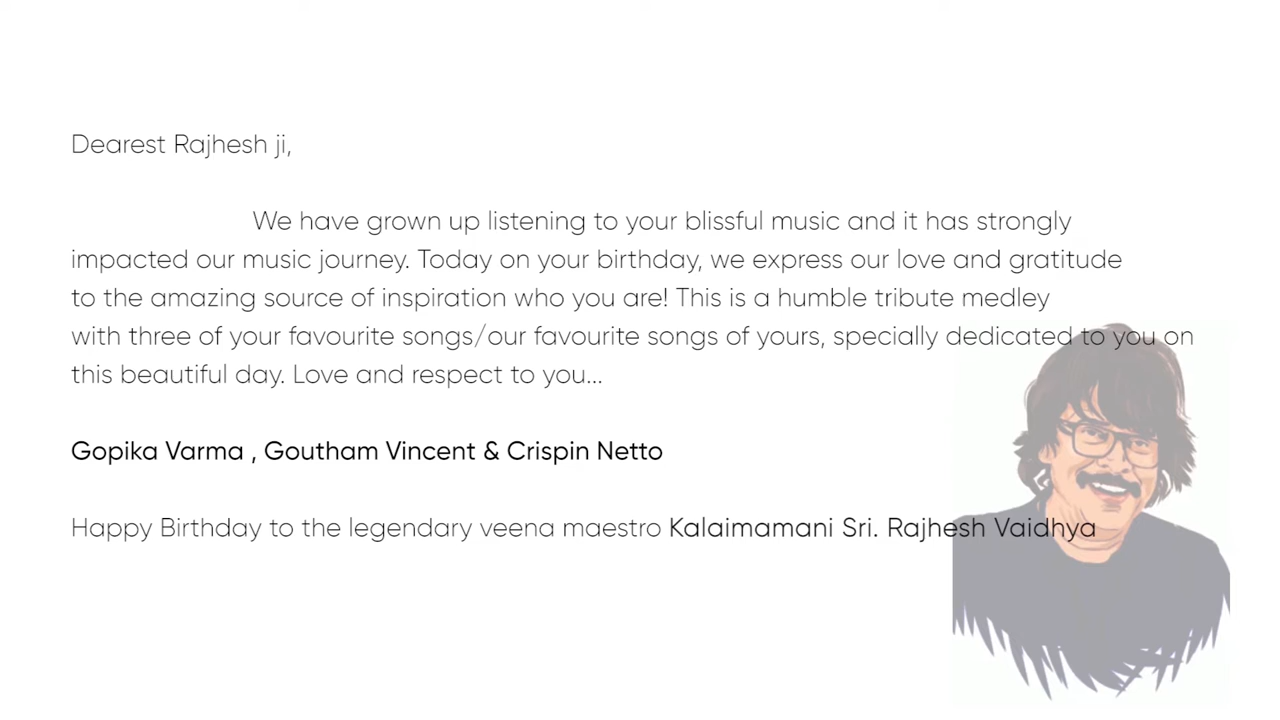 Dearest Rajhesh ji,
We have grown up listening to your blissful music and it has strongly
impacted our music journey. Today on your birthday, we express our love and gratitude
to the amazing source of inspiration who you are! This is a humble tribute medley
with three of your favourite songs/our favourite songs of yours, specially dedicated to you on
this beautiful day. Love and respect to you...
Gopika Varma , Goutham Vincent & Crispin Netto
Happy Birthday to the legendary veena maestro Kalaimamani Sri. Rajhesh Vaidhya